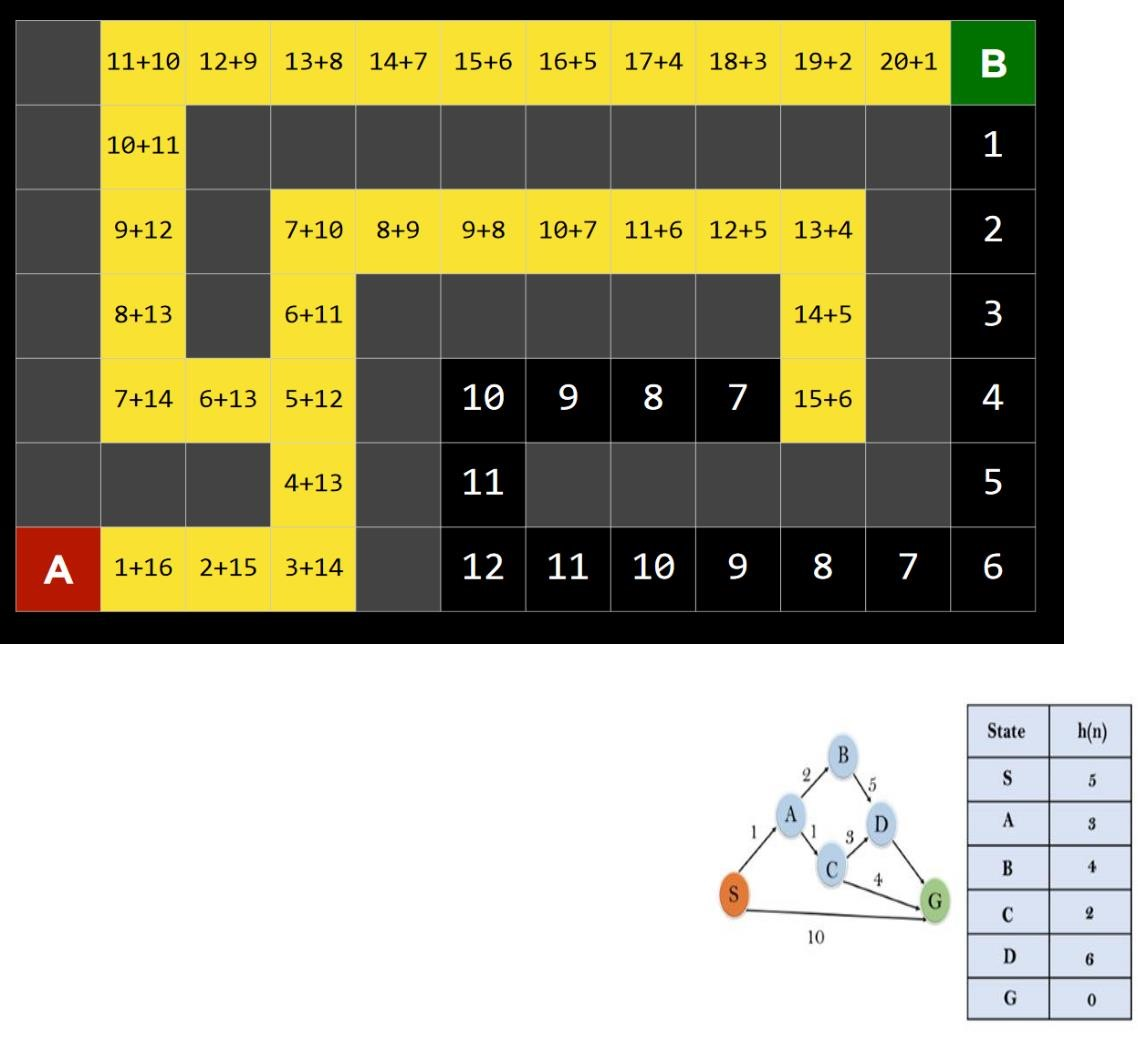 11+10 12+9 13+8 14+7 15+6 16+5 17+4 18+3 19+2 20+1 B
10+11 1
9+12 7+10 8+9 9+8 10+7 11+6 12+5 13+4 2
8+13 6+11 14+5 3
7+14 6+13 5+12 10 9 8 7 15+6 4
4+13 11 5
A 1+16 2+15 3+14 12 11 10 9 8 7 6
B
2 5
A D
1 1 3
C
4
S G
10
State h(n)
S 5
A 3
B 4
C 2
D 6
G 0